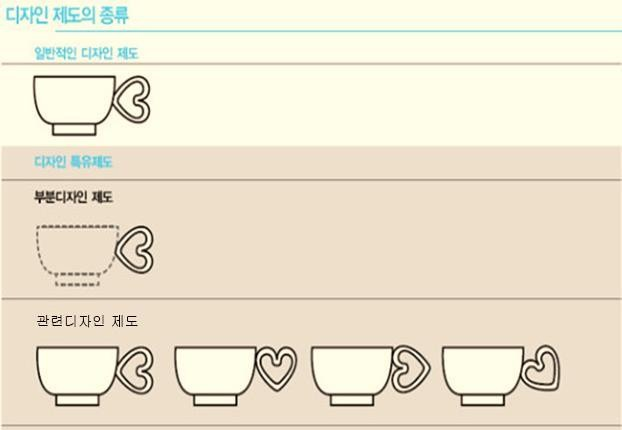 디자인 제도의 종류
일반적인 디자인 제도
디자인 특유제도
부분디자인 제도
관련디자인 제도